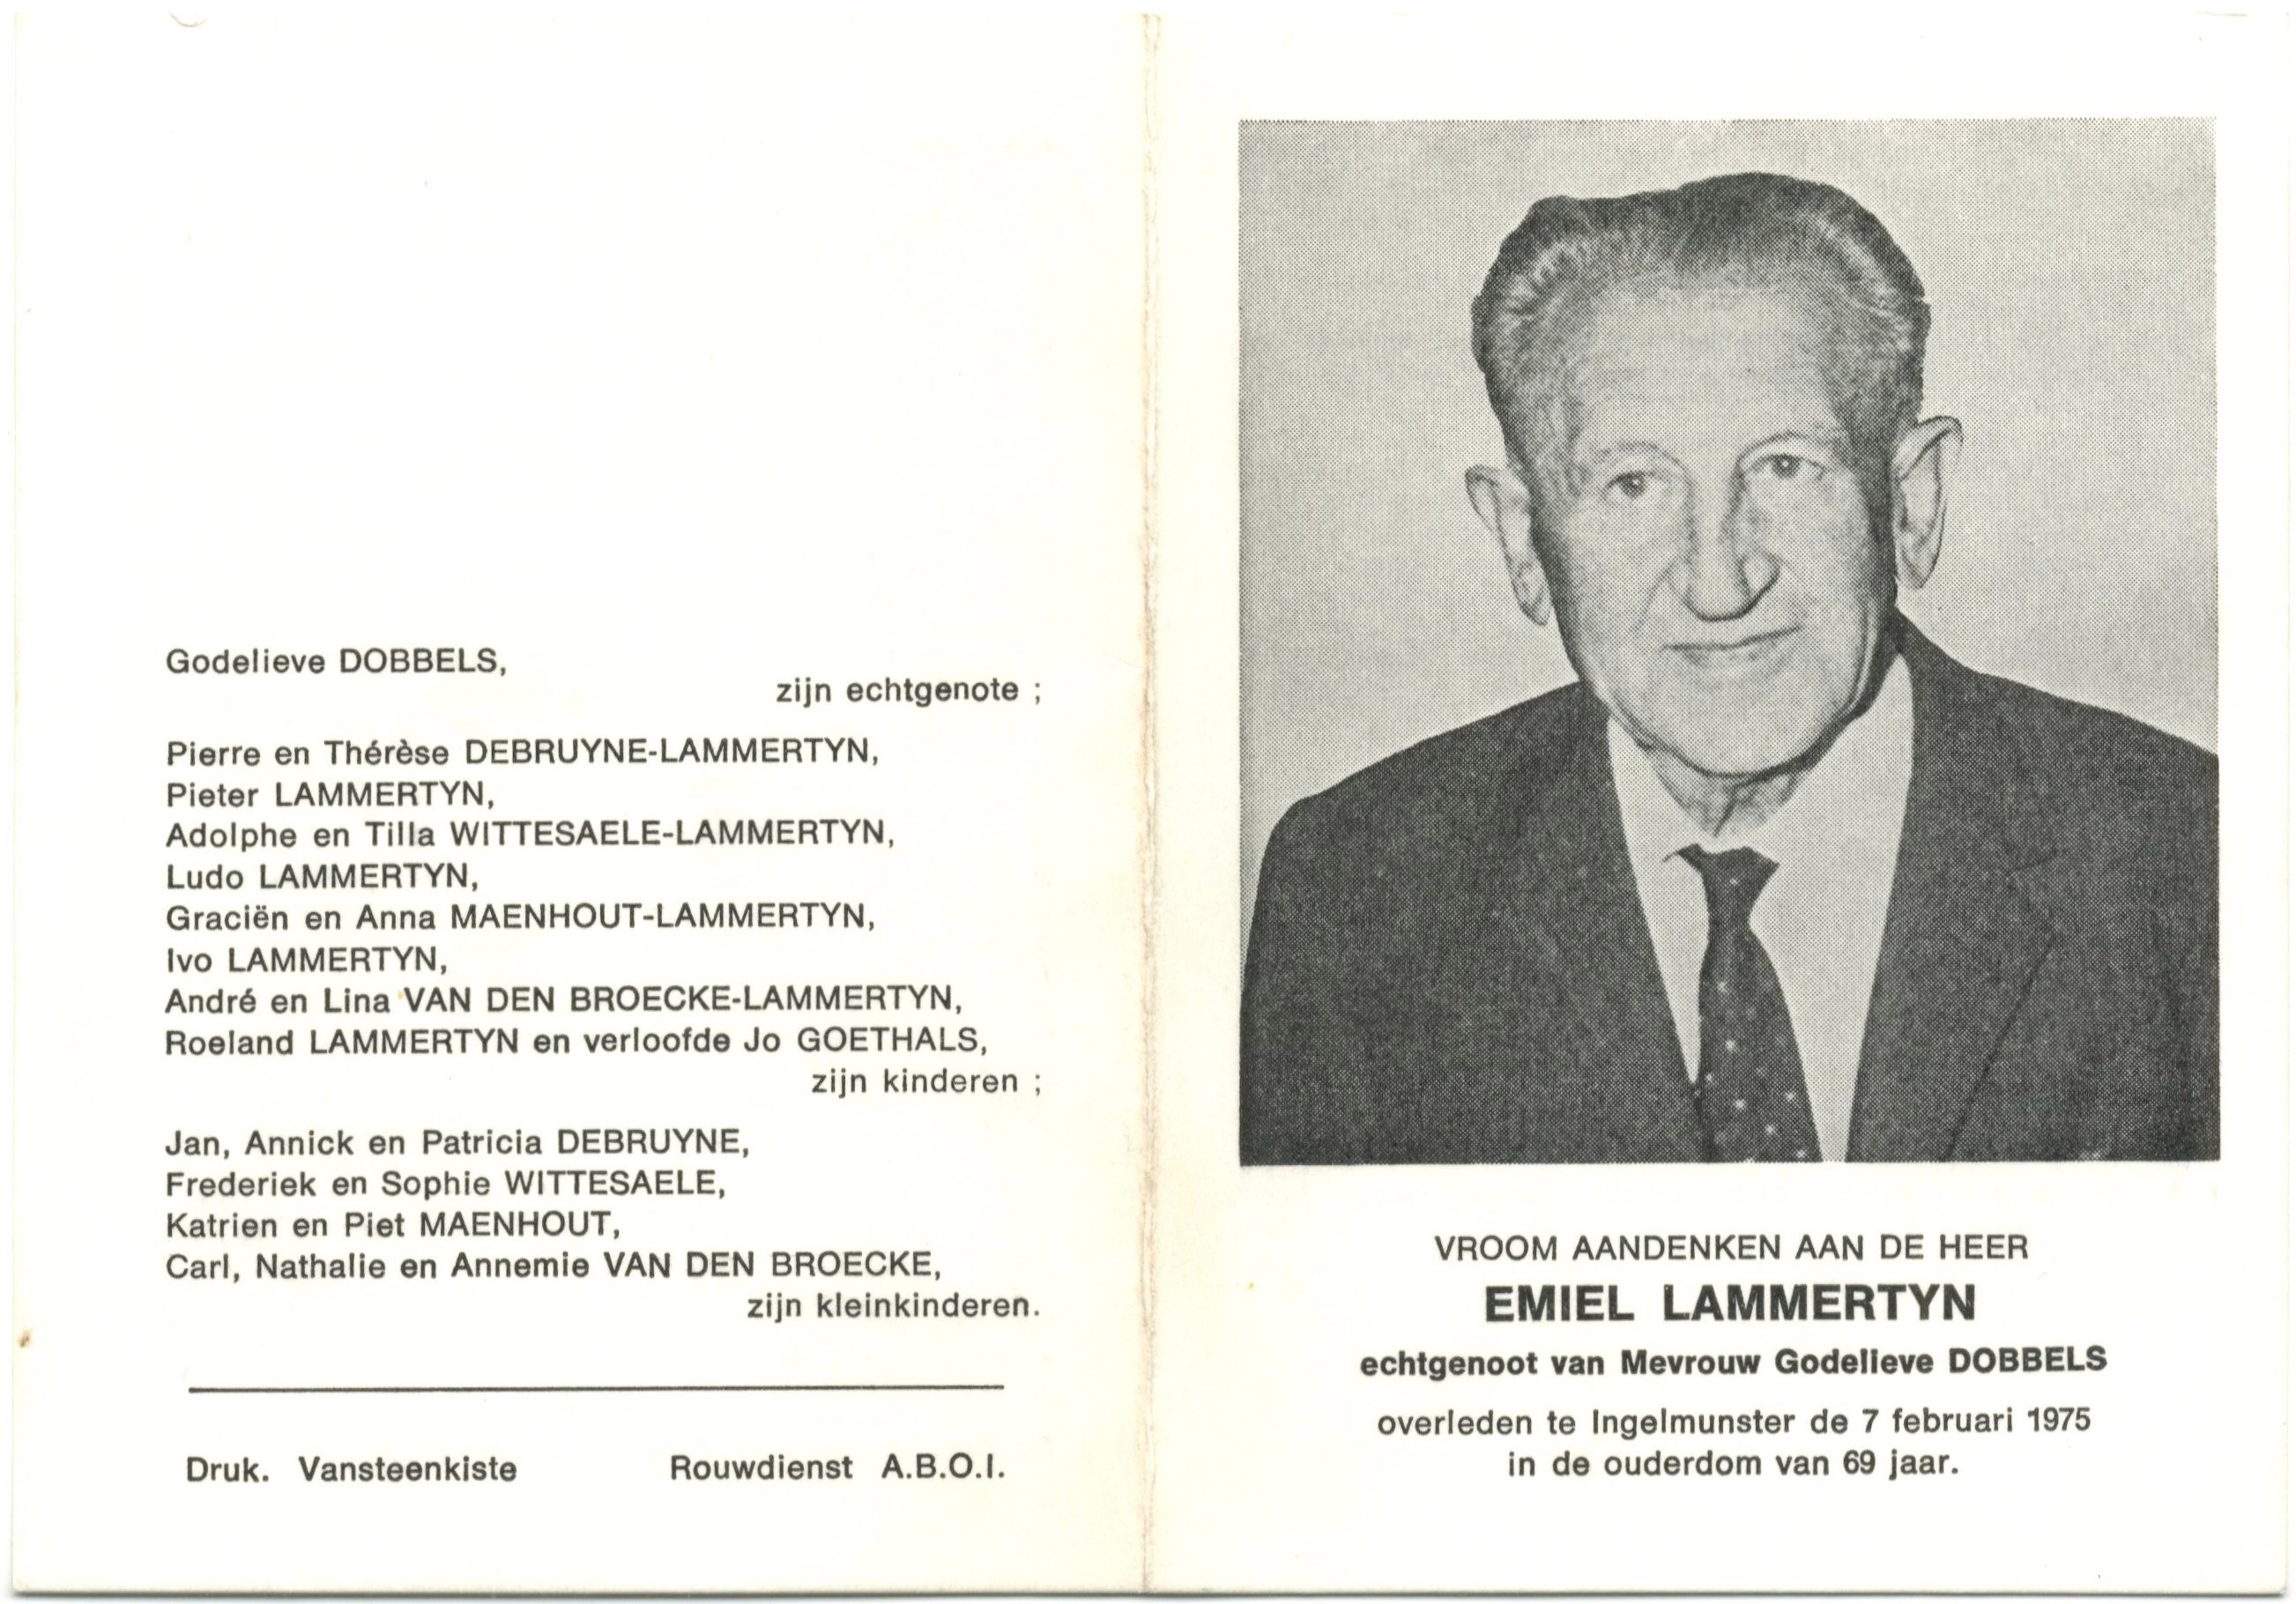 Godelieve DOBBELS,
zijn echtgenote ;
Pierre en Thérèse DEBRUYNE-LAMMERTYN,
Pieter LAMMERTYN,
Adolphe en Tilla WITTESAELE-LAMMERTYN,
Ludo LAMMERTYN,
Graciën en Anna MAENHOUT-LAMMERTYN,
Ivo LAMMERTYN,
André en Lina VAN DEN BROECKE-LAMMERTYN,
Roeland LAMMERTYN en verloofde Jo GOETHALS,
zijn kinderen ;
Jan, Annick en Patricia DEBRUYNE,
Frederiek en Sophie WITTESAELE,
Katrien en Piet MAENHOUT,
Carl, Nathalie en Annemie VAN DEN BROECKE,
zijn kleinkinderen.
Druk. Vansteenkiste Rouwdienst A.B.O.I.
VROOM AANDENKEN AAN DE HEER
EMIEL LAMMERTYN
echtgenoot van Mevrouw Godelieve DOBBELS
overleden te Ingelmunster de 7 februari 1975
in de ouderdom van 69 jaar.